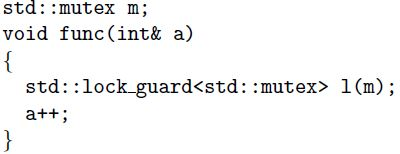 std::mutex m;
void func(int& a)
{
  std::lock_guard<std::mutex> l(m);
  a++;
}